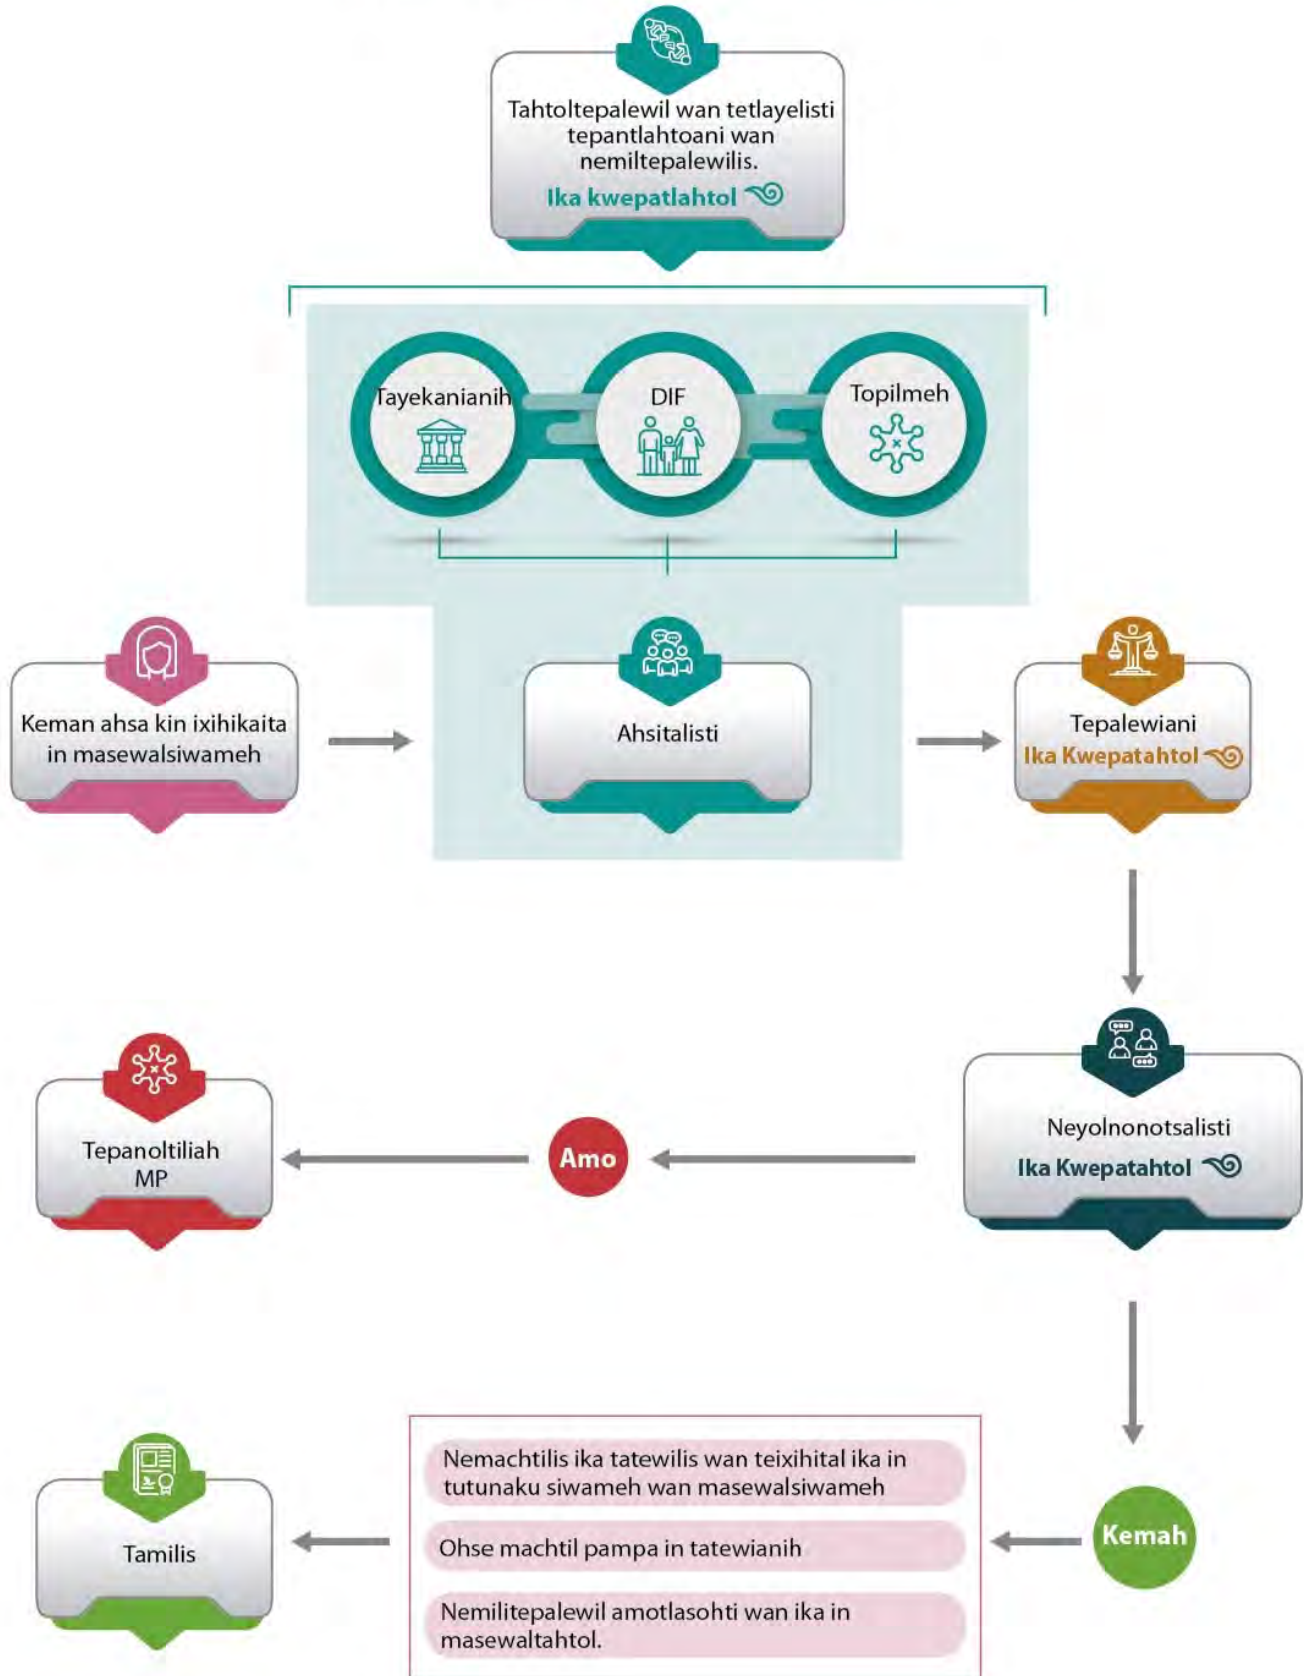 Tahtoltepalewil wan tetlayelisti
tepantlahtoani wan
nemiltepalewilis.
Ika kwepatlahtol
Tayekanianih
DIF
Topilmeh
Keman ahsa kin ixihikaita
in masewalsiwameh
Ahsitalisti
Tepalewiani
Ika Kwepatahtol
Neyolnonotsalisti
Ika Kwepatahtol
Amo
Tepanoltiliah
MP
Kemah
Nemachtilis ika tatewilis wan teixihital ika in
tutunaku siwameh wan masewalsiwameh
Ohse machtil pampa in tatewianih
Nemilitepalewil amotlasohti wan ika in
masewaltahtol.
Tamilis